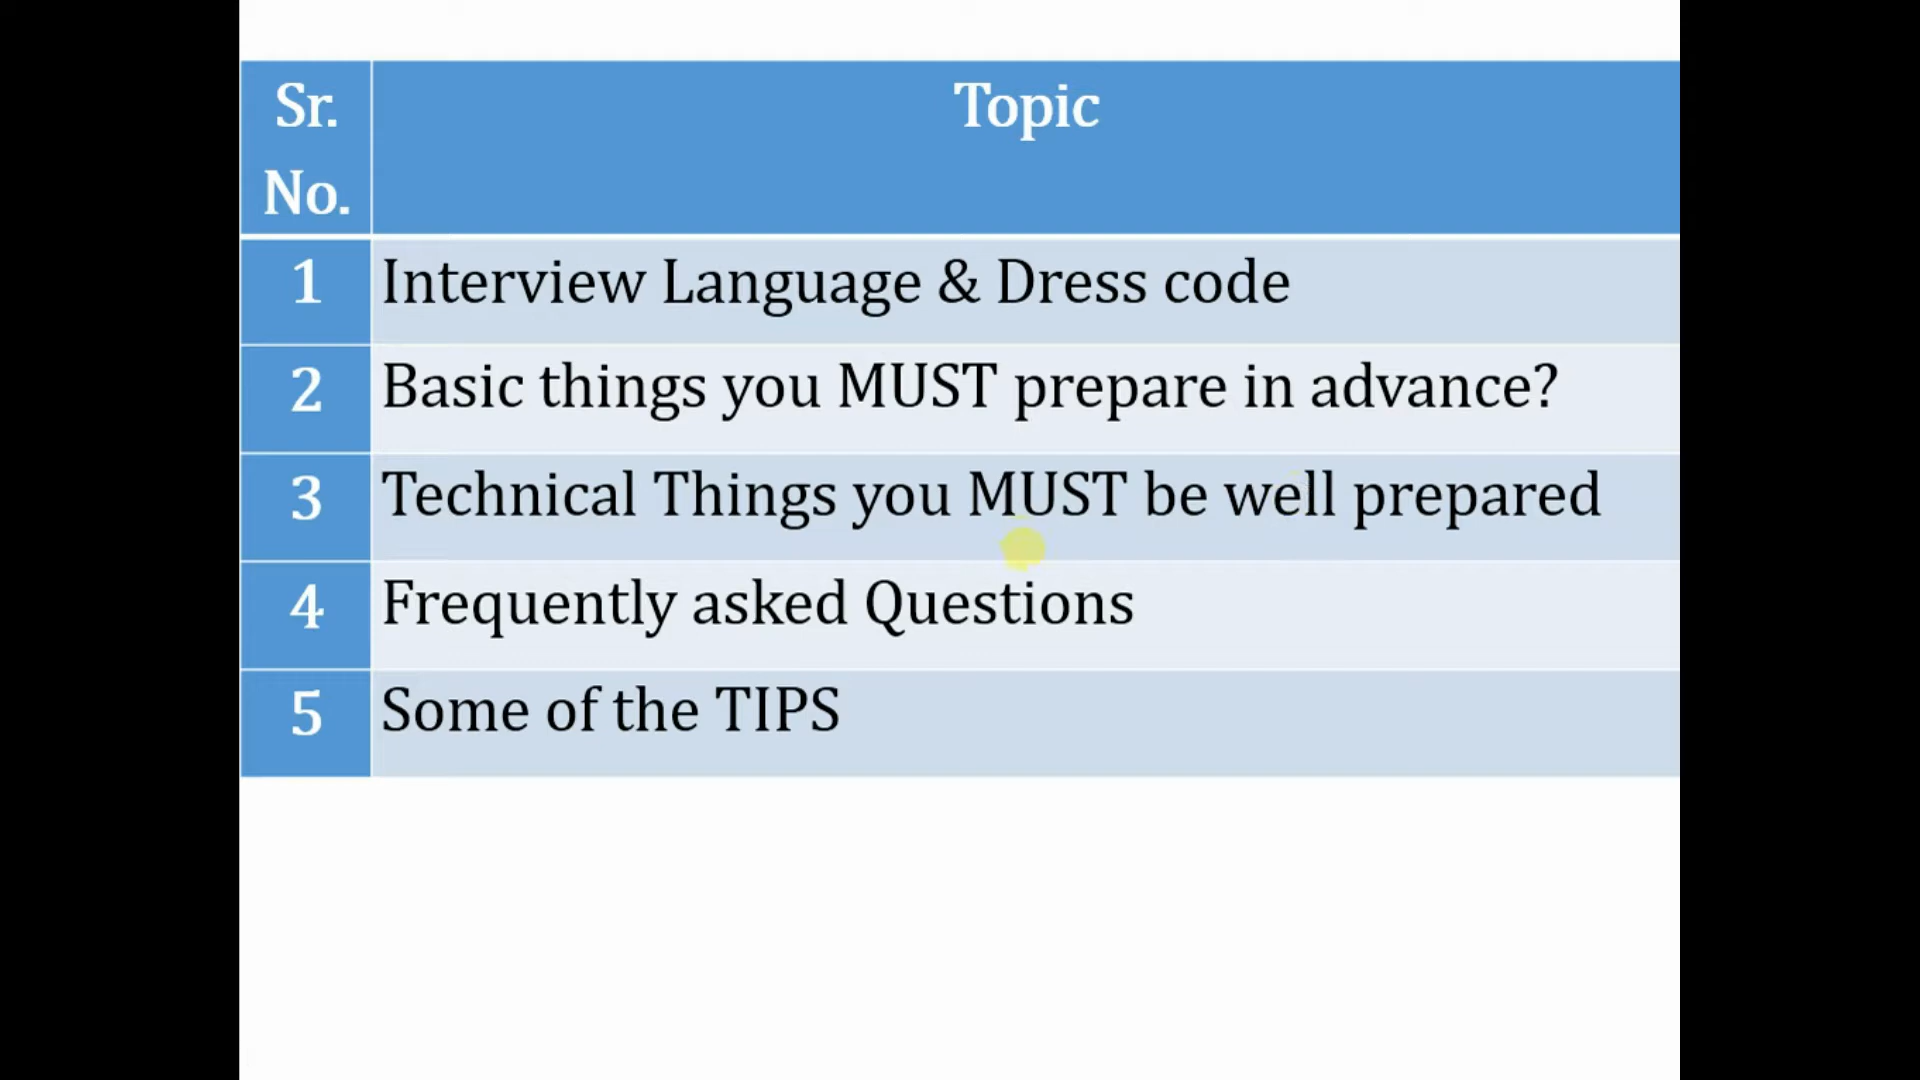 Sr.
No.
Topic
1
Interview Language & Dress code
2
Basic things you MUST prepare in advance?
3
Technical Things you MUST be well prepared
4
Frequently asked Questions
5
Some of the TIPS